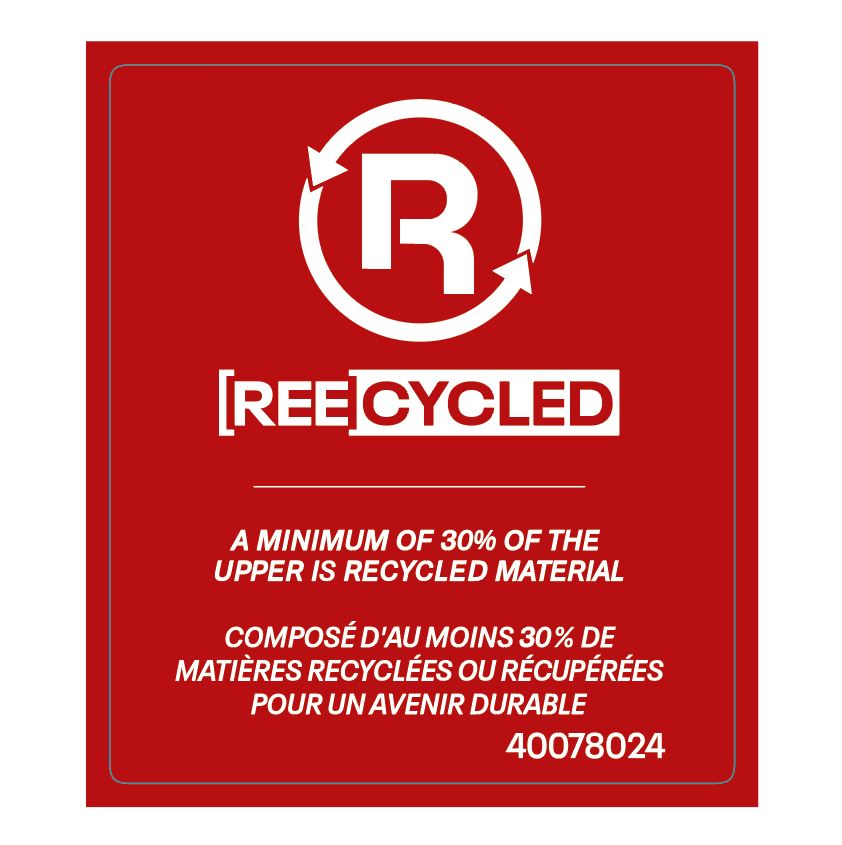 R
[REE]CYCLED
A MINIMUM OF 30% OF THE
UPPER IS RECYCLED MATERIAL
COMPOSÉ D'AU MOINS 30% DE
MATIÈRES RECYCLÉES OU RÉCUPÉRÉES
POUR UN AVENIR DURABLE
40078024